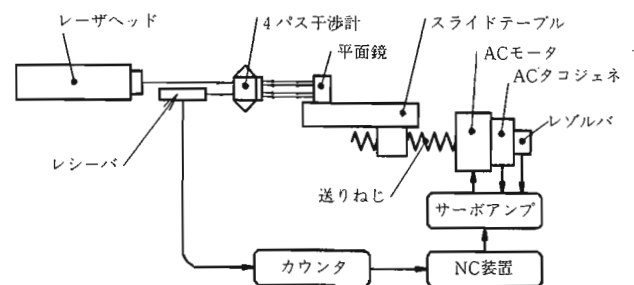 レーザヘッド
4パス干渉計
平面鏡
スライドテーブル
ACモータ
ACタコジェネ
レゾルバ
レシーバ
送りねじ
サーボアンプ
カウンタ
NC装置